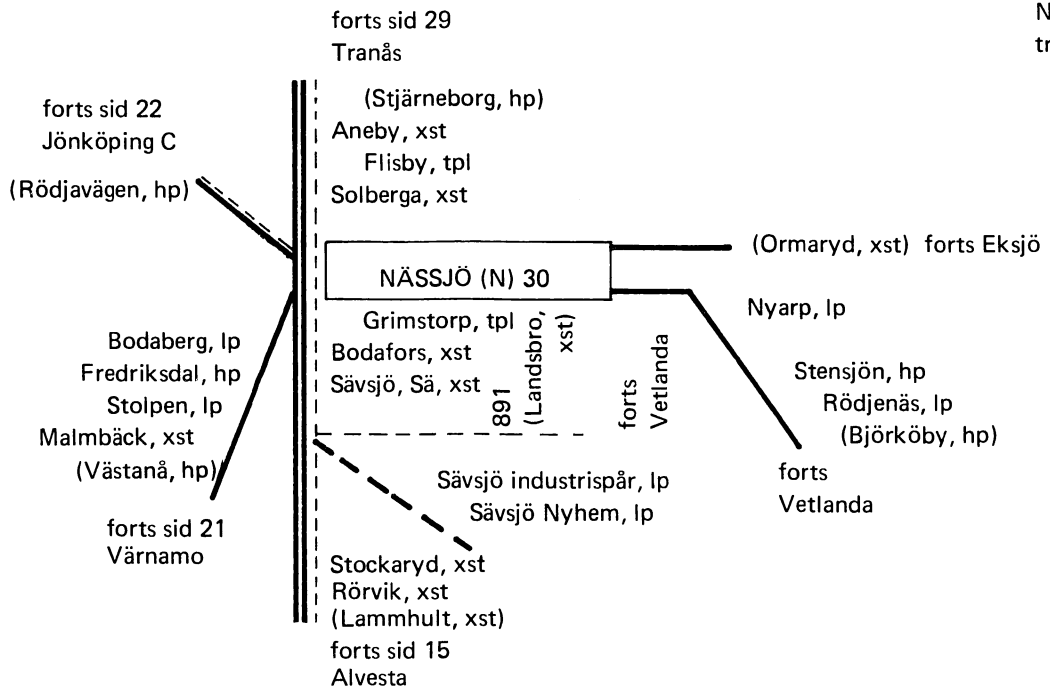 forts sid 29
Tranås
N
tr
(Stjärneborg, hp)
Aneby, xst
Flisby, tpl
Solberga, xst
forts sid 22
Jönköping C
(Rödjavägen, hp)
NÄSSJÖ (N) 30
(Ormaryd, xst) forts Eksjö
Nyarp, lp
Stensjön, hp
Rödjenäs, lp
(Björköby, hp)
forts
Vetlanda
Grimstorp, tpl
Bodafors, xst
Sävsjö, Sä, xst
891
(Landsbro,
xst)
forts
Vetlanda
Bodaberg, lp
Fredriksdal, hp
Stolpen, lp
Malmbäck, xst
(Västanå, hp)
forts sid 21
Värnamo
Sävsjö industrispår, lp
Sävsjö Nyhem, lp
Stockaryd, xst
Rörvik, xst
(Lammhult, xst)
forts sid 15
Alvesta